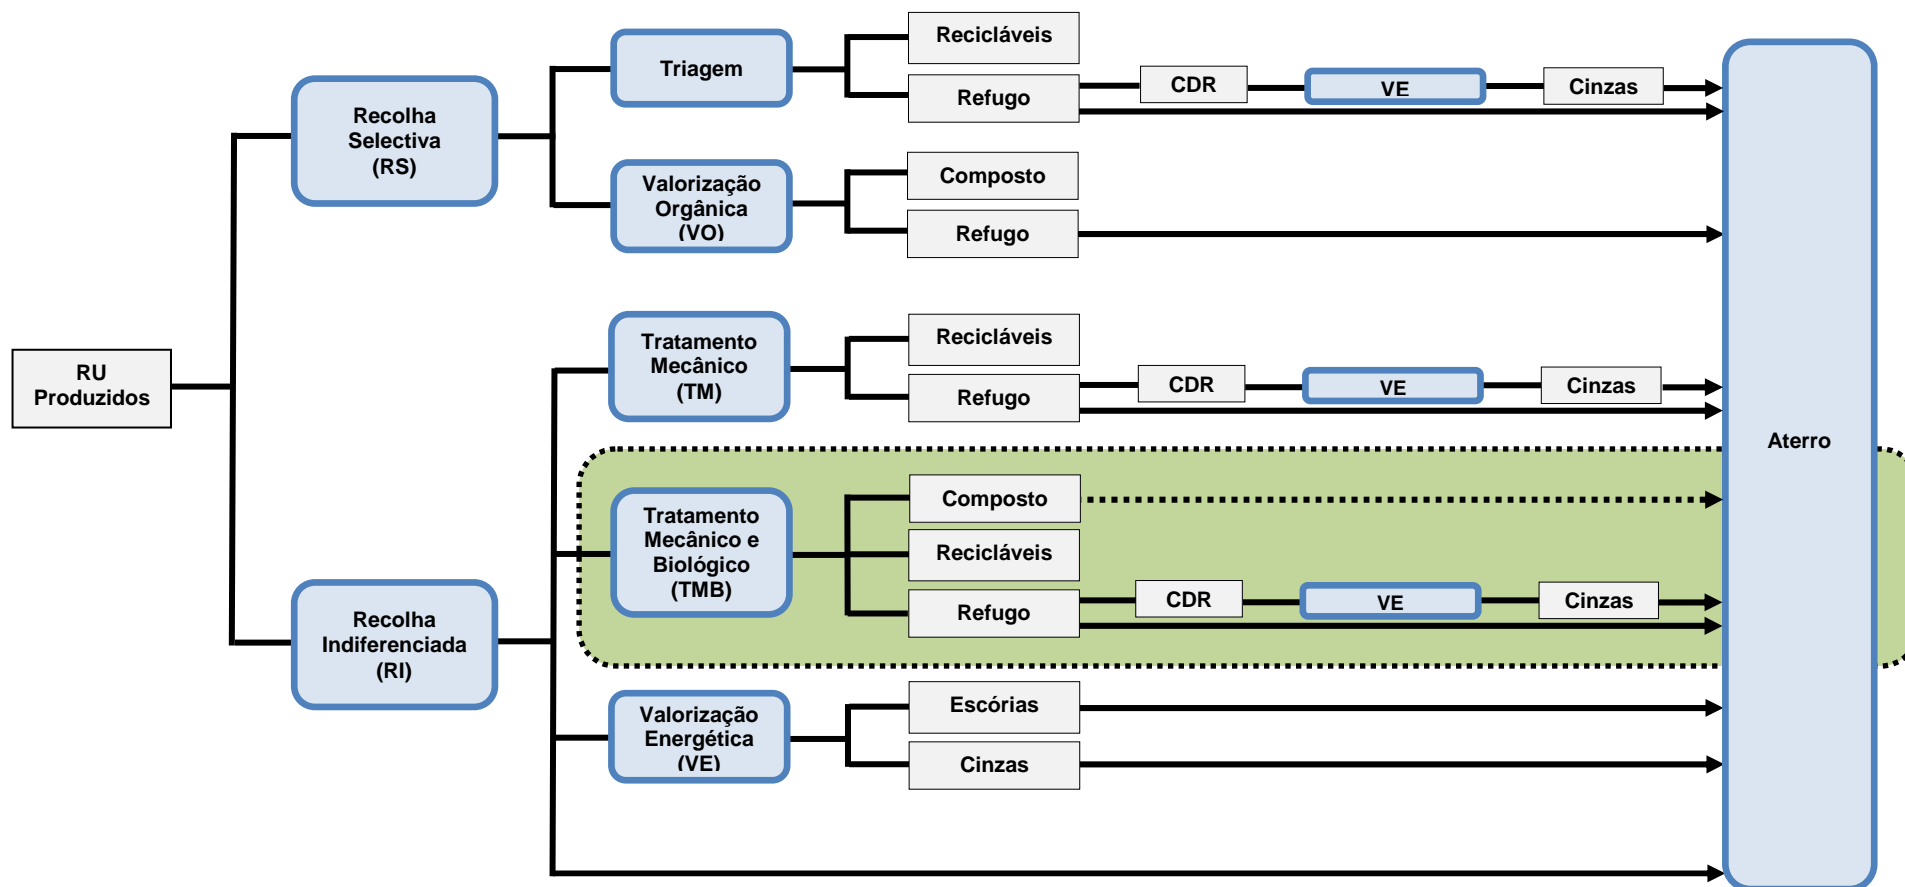 RU
Produzidos
Recolha
Selectiva
(RS)
Recolha
Indiferenciada
(RI)
Triagem
Valorização
Orgânica
(VO)
Tratamento
Mecânico
(TM)
Tratamento
Mecânico e
Biológico
(TMB)
Valorização
Energética
(VE)
Recicláveis
Refugo
CDR
VE
Cinzas
Composto
Refugo
Recicláveis
Refugo
CDR
VE
Cinzas
Composto
Recicláveis
Refugo
CDR
VE
Cinzas
Escórias
Cinzas
Aterro